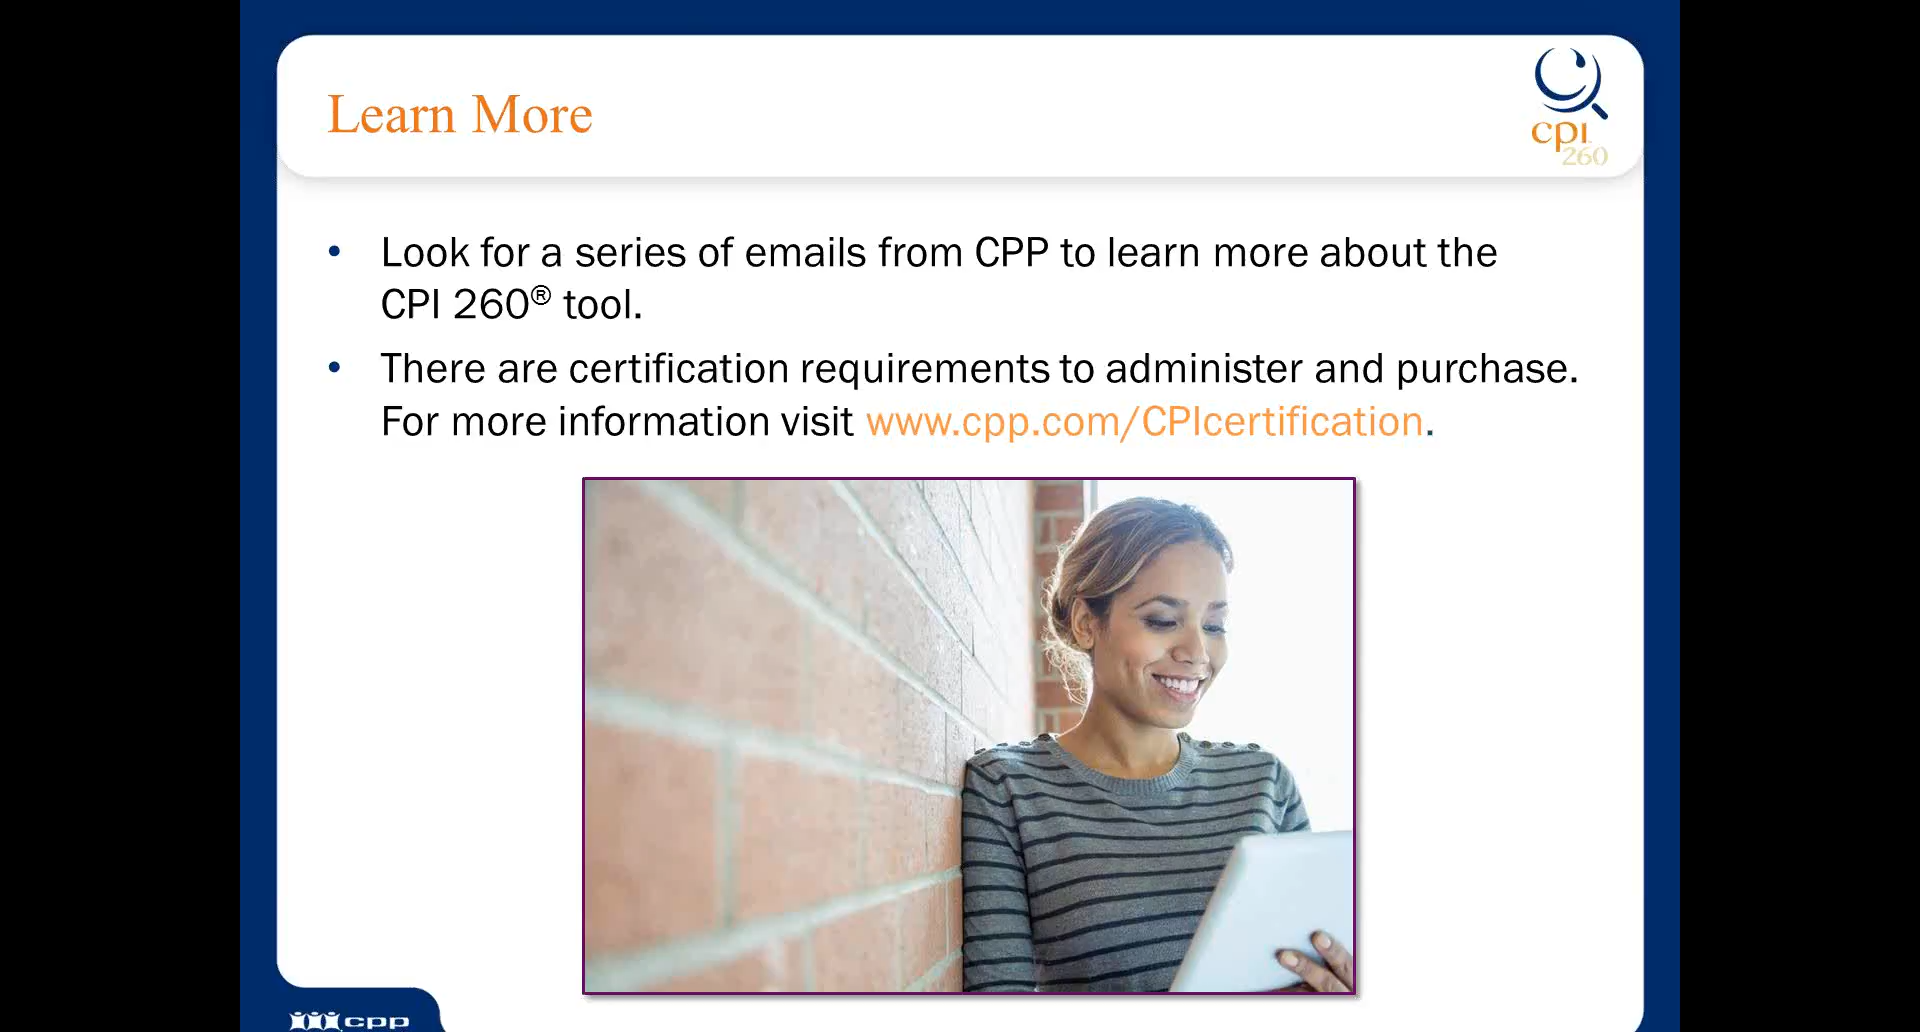 Learn More
cpi
260
• Look for a series of emails from CPP to learn more about the
CPI 260® tool.
• There are certification requirements to administer and purchase.
For more information visit www.cpp.com/CPIcertification.
cpp